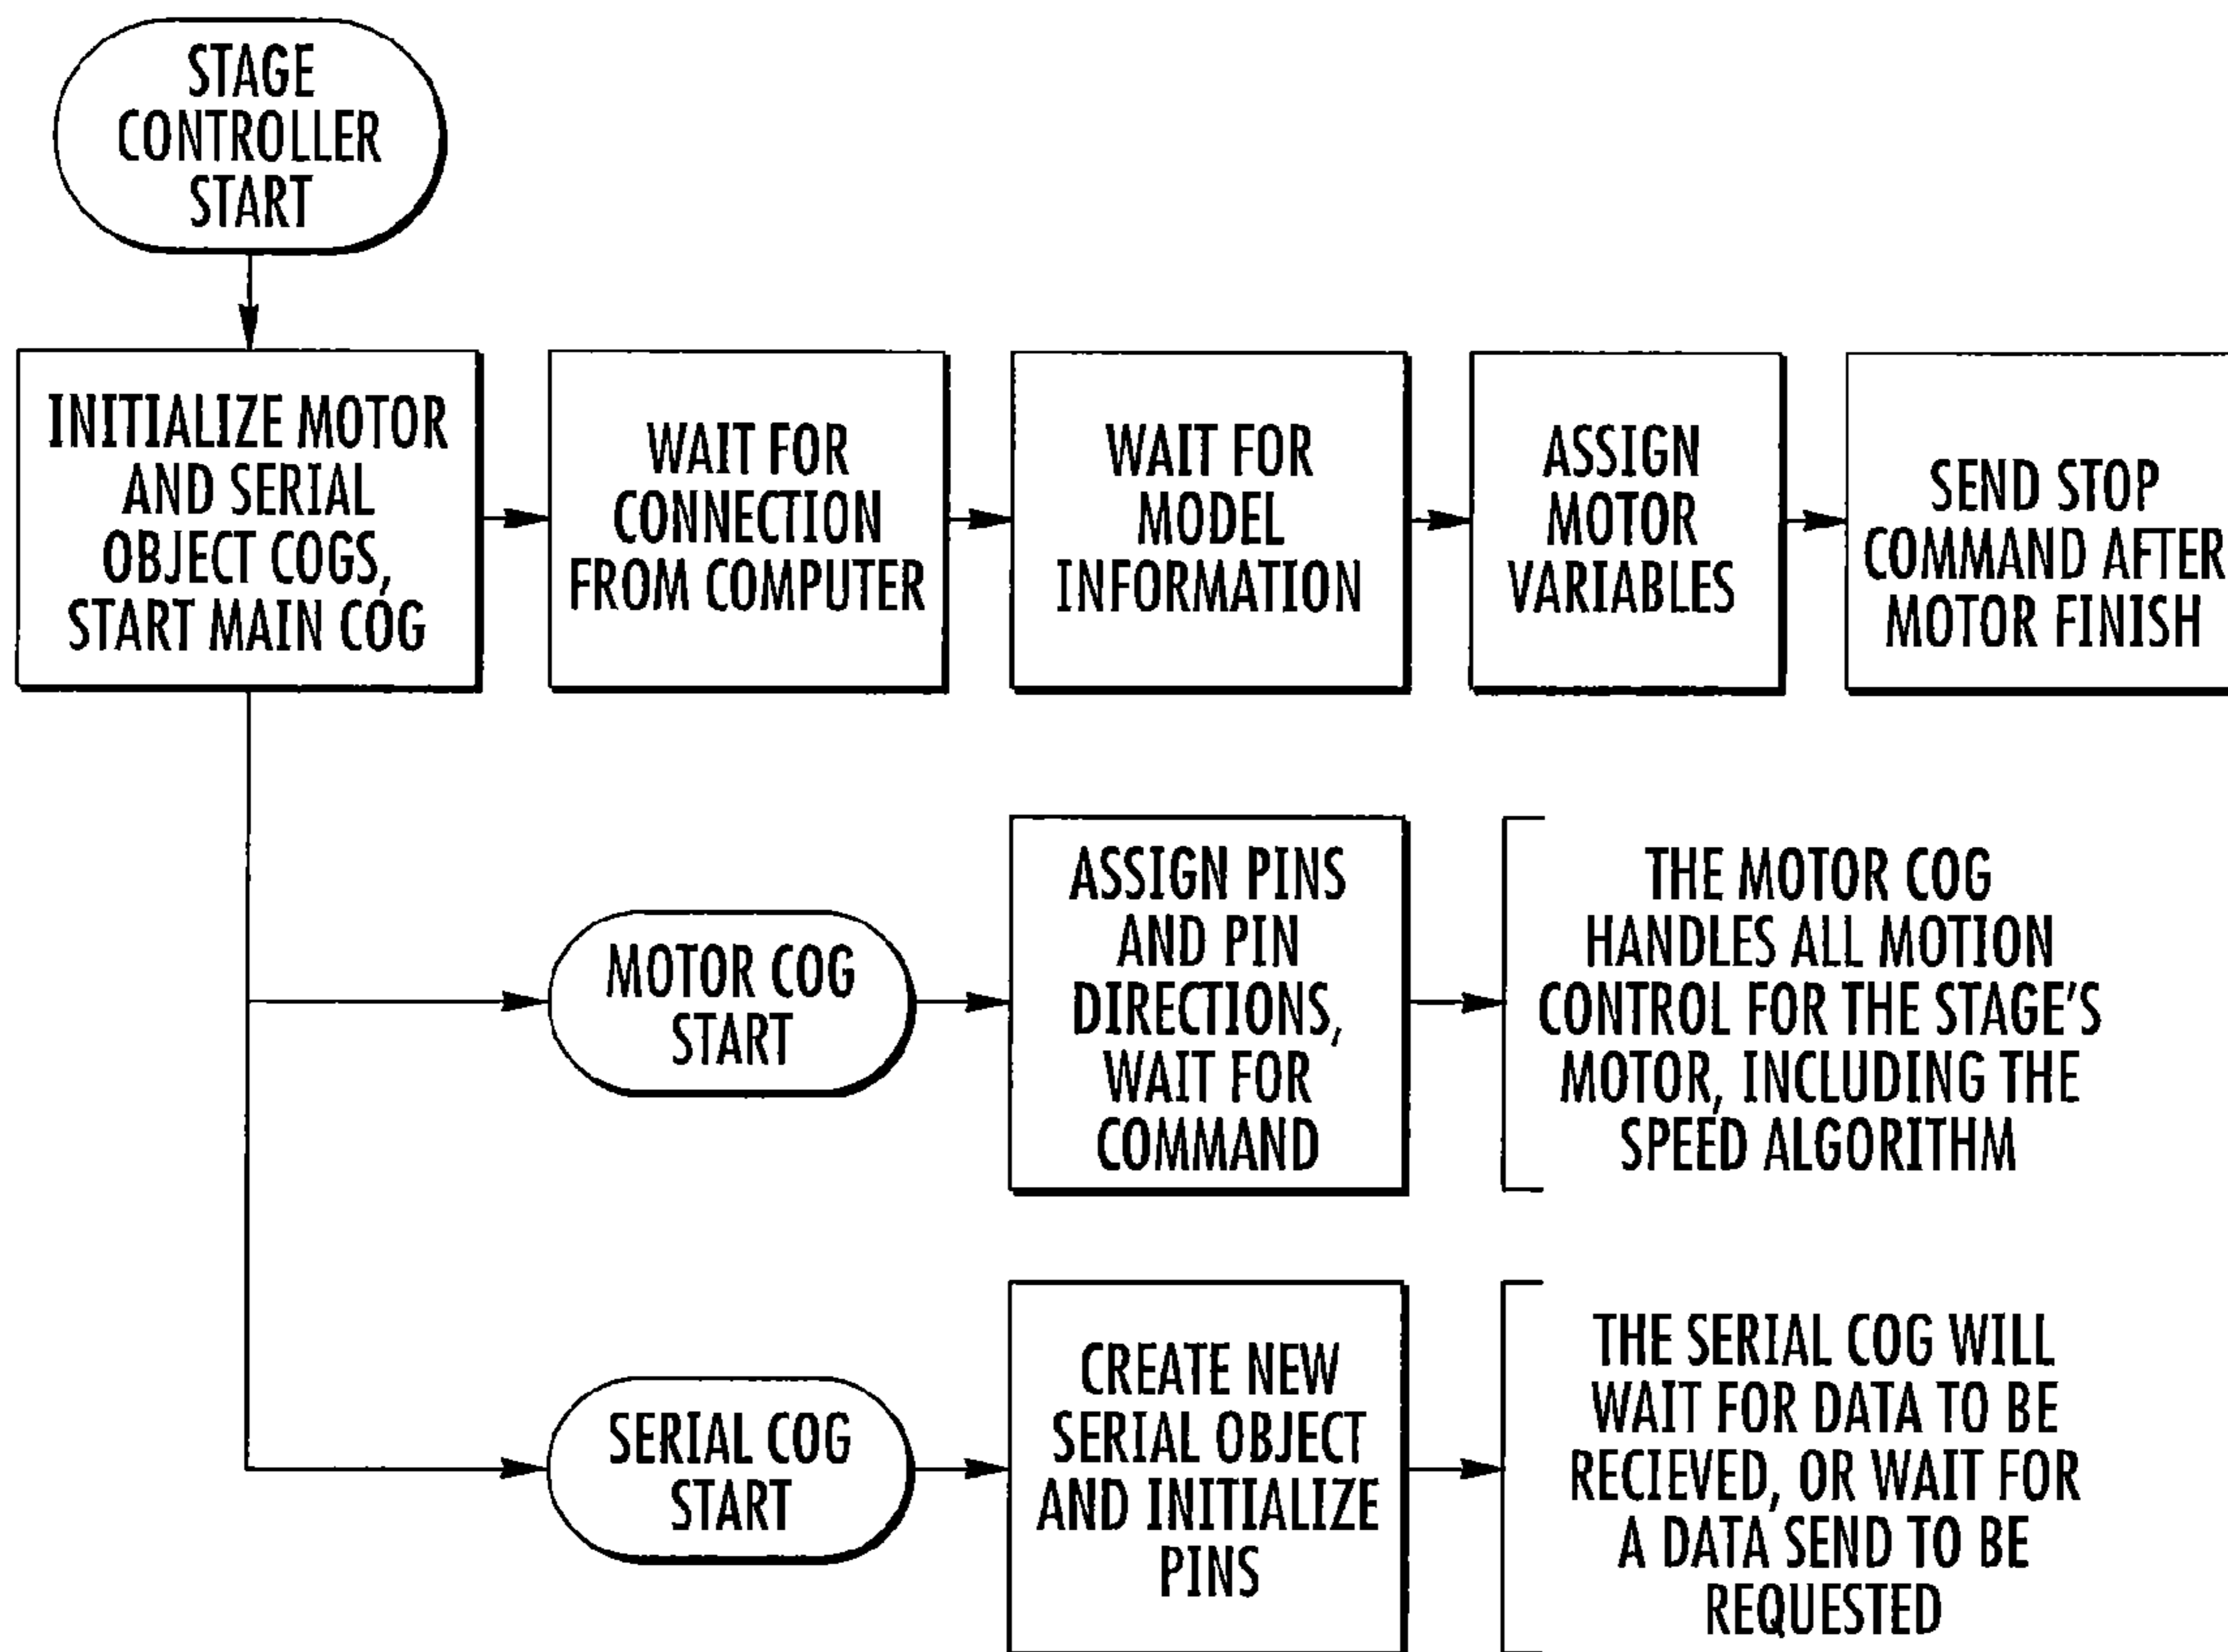 STAGE
CONTROLLER
START
INITIALIZE MOTOR
AND SERIAL
OBJECT COGS,
START MAIN COG
WAIT FOR
CONNECTION
FROM COMPUTER
WAIT FOR
MODEL
INFORMATION
ASSIGN
MOTOR
VARIABLES
SEND STOP
COMMAND AFTER
MOTOR FINISH
MOTOR COG
START
ASSIGN PINS
AND PIN
DIRECTIONS,
WAIT FOR
COMMAND
THE MOTOR COG
HANDLES ALL MOTION
CONTROL FOR THE STAGE'S
MOTOR, INCLUDING THE
SPEED ALGORITHM
SERIAL COG
START
CREATE NEW
SERIAL OBJECT
AND INITIALIZE
PINS
THE SERIAL COG WILL
WAIT FOR DATA TO BE
RECIEVED, OR WAIT FOR
A DATA SEND TO BE
REQUESTED